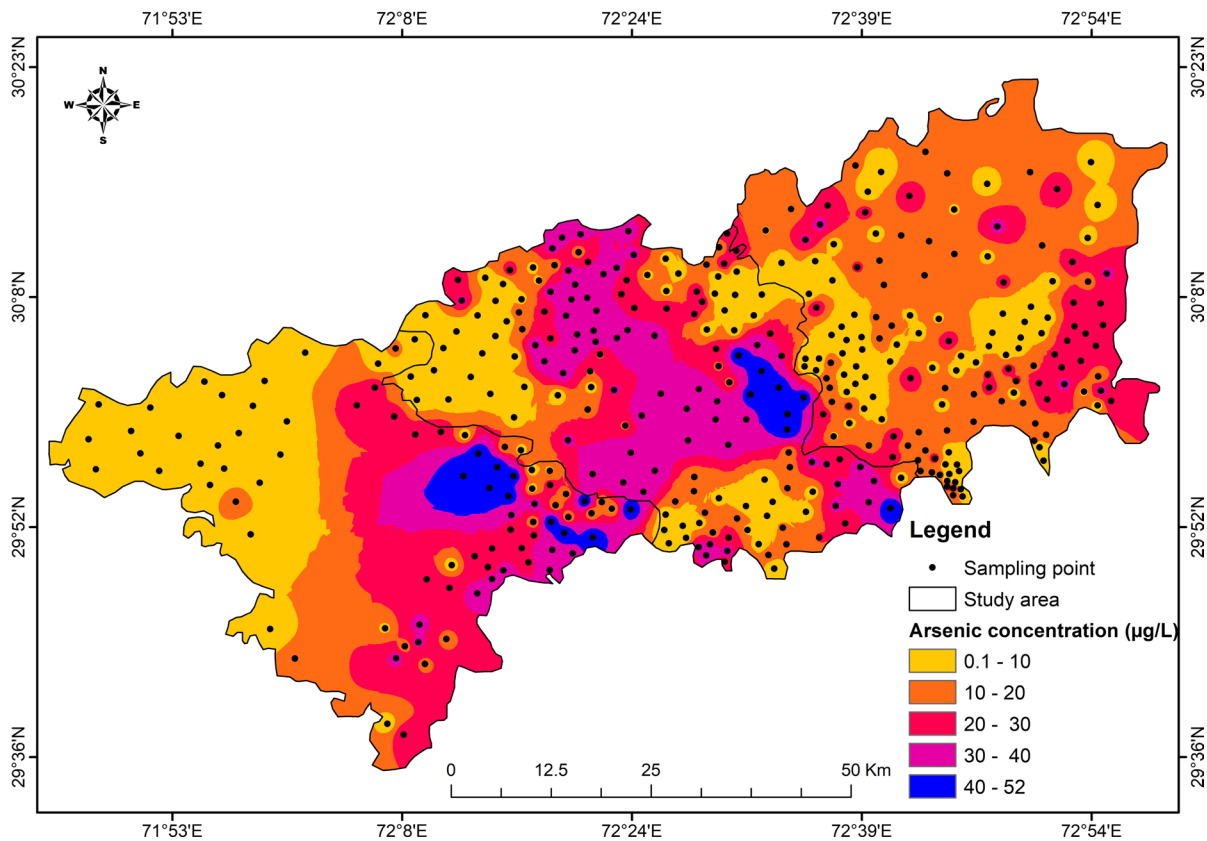 71°53'E 72°8'E 72°24'E 72°39'E 72°54'E
30°23'N 30°23'N
N
W E
S
30°8'N 30°8'N
29°52'N 29°52'N
Legend
Sampling point
Study area
Arsenic concentration (µg/L)
0.1 - 10
10 - 20
20 - 30
30 - 40
40 - 52
29°36'N 29°36'N
0 12.5 25 50 Km
71°53'E 72°8'E 72°24'E 72°39'E 72°54'E